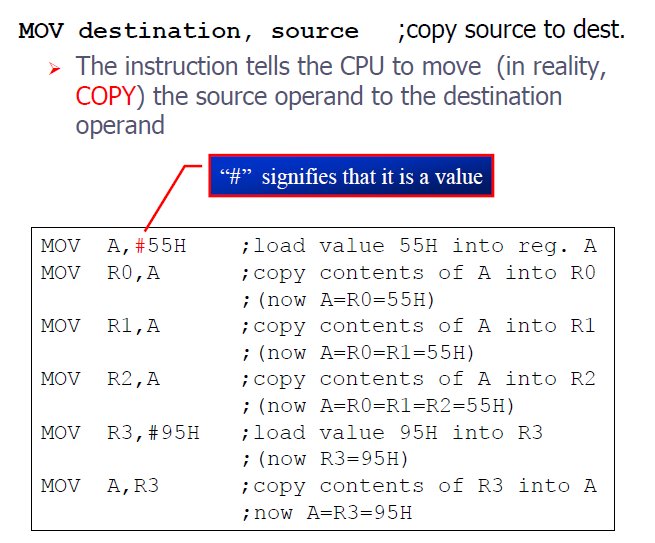 MOV destination, source ;copy source to dest.
➢ The instruction tells the CPU to move (in reality,
COPY) the source operand to the destination
operand
“#” signifies that it is a value
MOV A,#55H ;load value 55H into reg. A
MOV R0,A ;copy contents of A into R0
;(now A=R0=55H)
MOV R1,A ;copy contents of A into R1
;(now A=R0=R1=55H)
MOV R2,A ;copy contents of A into R2
;(now A=R0=R1=R2=55H)
MOV R3,#95H ;load value 95H into R3
;(now R3=95H)
MOV A,R3 ;copy contents of R3 into A
;now A=R3=95H